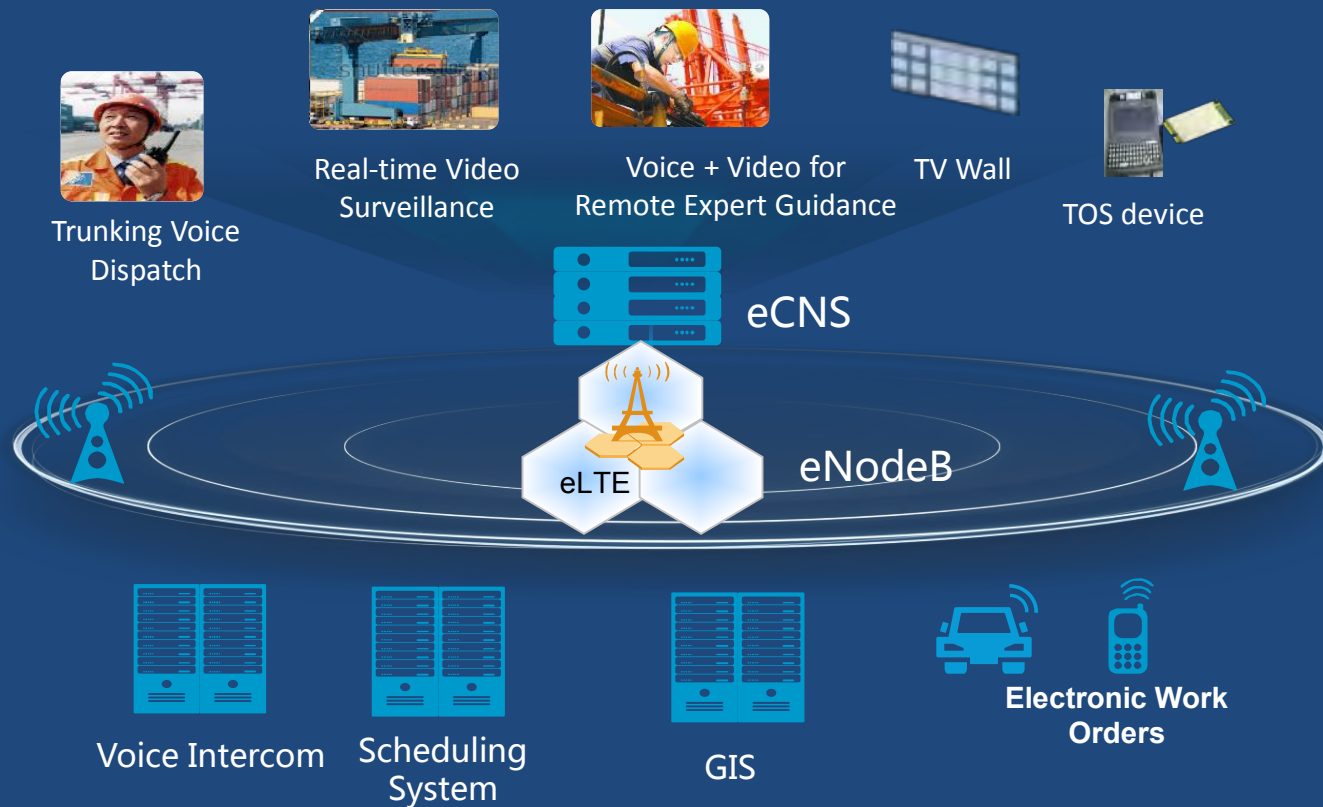 Trunking Voice
Dispatch
Real-time Video
Surveillance
Voice + Video for
Remote Expert Guidance
TV Wall
TOS device
eCNS
eLTE
eNodeB
Voice Intercom
Scheduling
System
GIS
Electronic Work
Orders